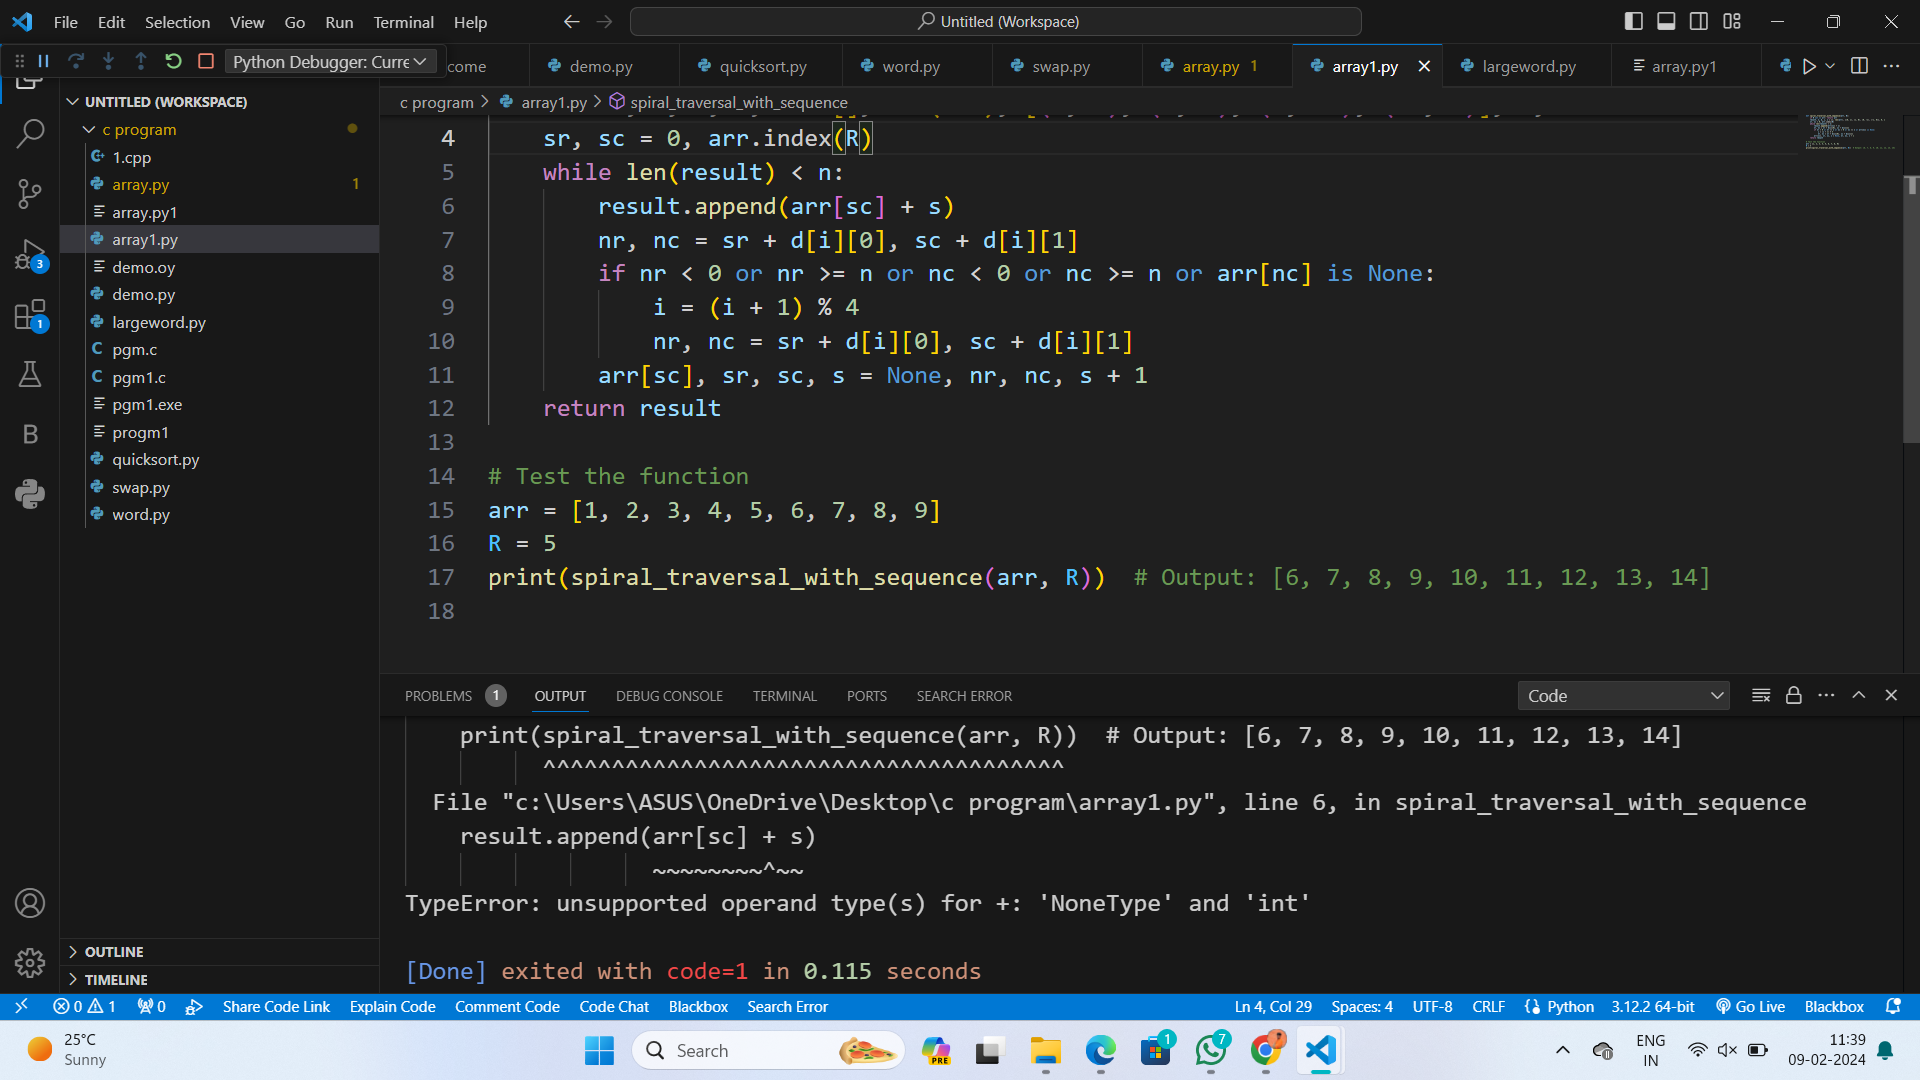 File Edit Selection View Go Run Terminal Help
Untitled (Workspace)
Python Debugger: Curre
come
demo.py
quicksort.py
word.py
swap.py
array.py 1
array1.py
largeword.py
array.py1
c program > array1.py > spiral_traversal_with_sequence
UNTITLED (WORKSPACE)
c program
1.cpp
array.py 1
array.py1
array1.py
demo.oy
demo.py
largeword.py
pgm.c
pgm1.c
pgm1.exe
progm1
quicksort.py
swap.py
word.py
OUTLINE
TIMELINE
3
1
B
4 sr, sc = 0, arr.index(R)
5 while len(result) < n:
6 result.append(arr[sc] + s)
7 nr, nc = sr + d[i][0], sc + d[i][1]
8 if nr < 0 or nr >= n or nc < 0 or nc >= n or arr[nc] is None:
9 i = (i + 1) % 4
10 nr, nc = sr + d[i][0], sc + d[i][1]
11 arr[sc], sr, sc, s = None, nr, nc, s + 1
12 return result
13
14 # Test the function
15 arr = [1, 2, 3, 4, 5, 6, 7, 8, 9]
16 R = 5
17 print(spiral_traversal_with_sequence(arr, R)) # Output: [6, 7, 8, 9, 10, 11, 12, 13, 14]
18
PROBLEMS 1 OUTPUT DEBUG CONSOLE TERMINAL PORTS SEARCH ERROR
Code
print(spiral_traversal_with_sequence(arr, R)) # Output: [6, 7, 8, 9, 10, 11, 12, 13, 14]
^^^^^^^^^^^^^^^^^^^^^^^^^^^^^^^^^^^^^^
File "c:\Users\ASUS\OneDrive\Desktop\c program\array1.py", line 6, in spiral_traversal_with_sequence
result.append(arr[sc] + s)
~~~~~~~~^~~
TypeError: unsupported operand type(s) for +: 'NoneType' and 'int'
[Done] exited with code=1 in 0.115 seconds
0 1 0 Share Code Link Explain Code Comment Code Code Chat Blackbox Search Error
Ln 4, Col 29 Spaces: 4 UTF-8 CRLF Python 3.12.2 64-bit Go Live Blackbox
25°C
Sunny
Search
PRE
1
7
ENG
IN
11:39
09-02-2024